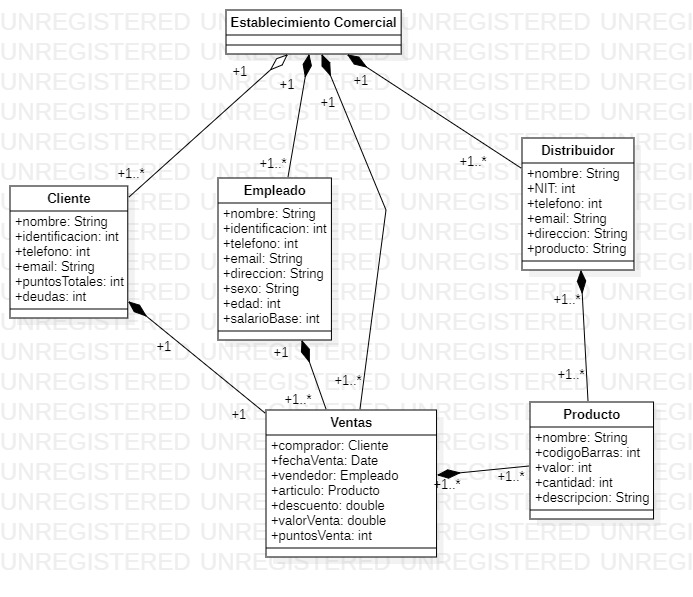 Establecimiento Comercial
+1
+1
+1
+1
+1..*
+1..*
+1..*
Distribuidor
+nombre: String
+NIT: int
+telefono: int
+email: String
+direccion: String
+producto: String
Cliente
+nombre: String
+identificacion: int
+telefono: int
+email: String
+puntosTotales: int
+deudas: int
Empleado
+nombre: String
+identificacion: int
+telefono: int
+email: String
+direccion: String
+sexo: String
+edad: int
+salarioBase: int
+1..*
+1
+1
+1..*
+1..*
+1..*
+1
Ventas
+comprador: Cliente
+fechaVenta: Date
+vendedor: Empleado
+articulo: Producto
+descuento: double
+valorVenta: double
+puntosVenta: int
+1..*
+1..*
Producto
+nombre: String
+codigoBarras: int
+valor: int
+cantidad: int
+descripcion: String
UNREGISTERED UNREGISTERED UNREGISTERED